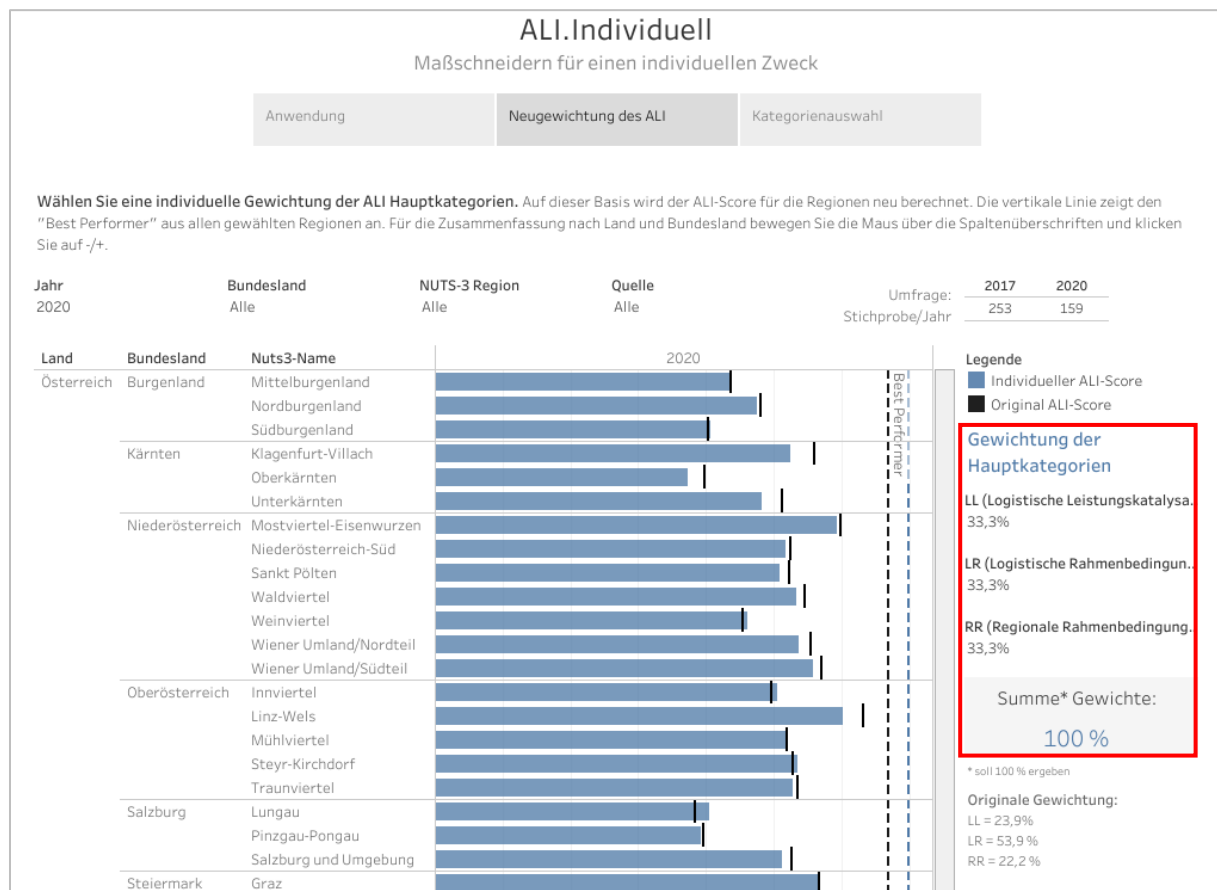 ALI.Individuell
Maßschneidern für einen individuellen Zweck
Anwendung
Neugewichtung des ALI
Kategorienauswahl
Wählen Sie eine individuelle Gewichtung der ALI Hauptkategorien. Auf dieser Basis wird der ALI-Score für die Regionen neu berechnet. Die vertikale Linie zeigt den
"Best Performer" aus allen gewählten Regionen an. Für die Zusammenfassung nach Land und Bundesland bewegen Sie die Maus über die Spaltenüberschriften und klicken
Sie auf -/+.
Jahr
2020
Bundesland
Alle
NUTS-3 Region
Alle
Quelle
Alle
Umfrage: 2017 2020
Stichprobe/Jahr 253 159
Land Bundesland Nuts3-Name 2020
Österreich Burgenland Mittelburgenland
Nordburgenland
Südburgenland
Kärnten Klagenfurt-Villach
Oberkärnten
Unterkärnten
Niederösterreich Mostviertel-Eisenwurzen
Niederösterreich-Süd
Sankt Pölten
Waldviertel
Weinviertel
Wiener Umland/Nordteil
Wiener Umland/Südteil
Oberösterreich Innviertel
Linz-Wels
Mühlviertel
Steyr-Kirchdorf
Traunviertel
Salzburg Lungau
Pinzgau-Pongau
Salzburg und Umgebung
Steiermark Graz
Best Performer
Legende
Individueller ALI-Score
Original ALI-Score
Gewichtung der
Hauptkategorien
LL (Logistische Leistungskatalysa..
33,3%
LR (Logistische Rahmenbedingun..
33,3%
RR (Regionale Rahmenbedingung..
33,3%
Summe* Gewichte:
100 %
* soll 100 % ergeben
Originale Gewichtung:
LL = 23,9%
LR = 53,9 %
RR = 22,2 %